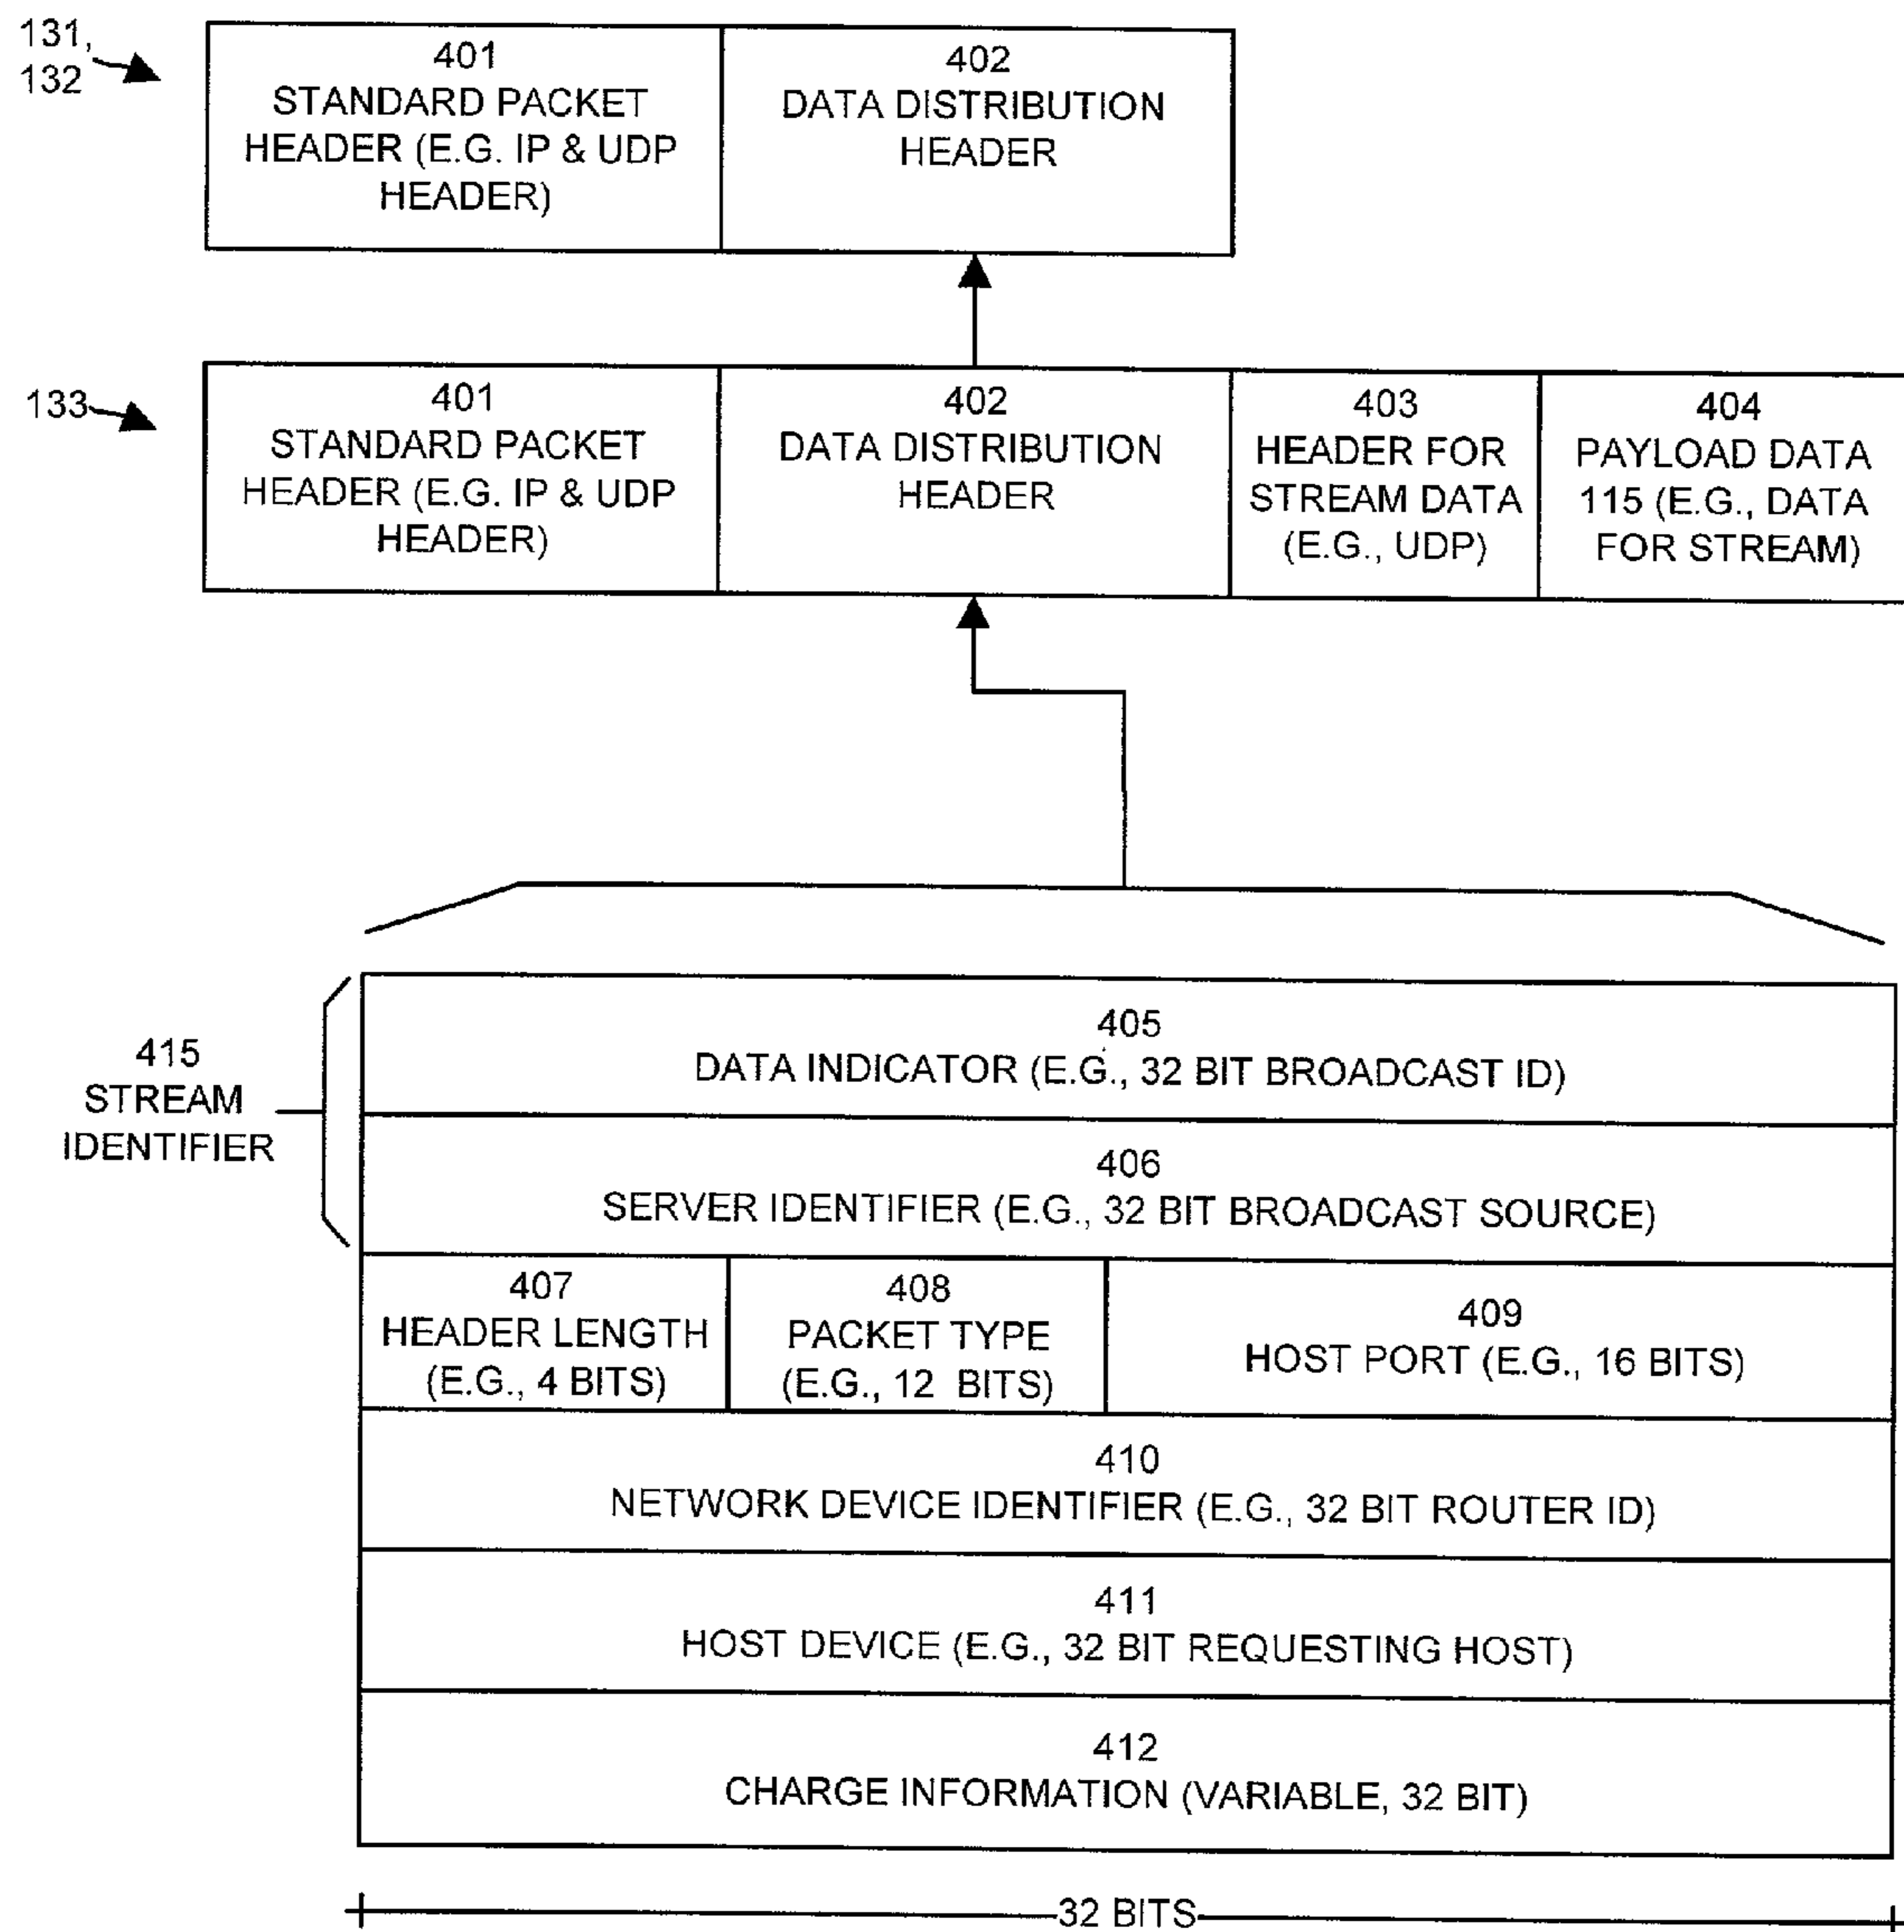 131,
132
401
STANDARD PACKET
HEADER (E.G. IP & UDP
HEADER)
402
DATA DISTRIBUTION
HEADER
133
401
STANDARD PACKET
HEADER (E.G. IP & UDP
HEADER)
402
DATA DISTRIBUTION
HEADER
403
HEADER FOR
STREAM DATA
(E.G., UDP)
404
PAYLOAD DATA
115 (E.G., DATA
FOR STREAM)
415
STREAM
IDENTIFIER
405
DATA INDICATOR (E.G., 32 BIT BROADCAST ID)
406
SERVER IDENTIFIER (E.G., 32 BIT BROADCAST SOURCE)
407
HEADER LENGTH
(E.G., 4 BITS)
408
PACKET TYPE
(E.G., 12 BITS)
409
HOST PORT (E.G., 16 BITS)
410
NETWORK DEVICE IDENTIFIER (E.G., 32 BIT ROUTER ID)
411
HOST DEVICE (E.G., 32 BIT REQUESTING HOST)
412
CHARGE INFORMATION (VARIABLE, 32 BIT)
32 BITS